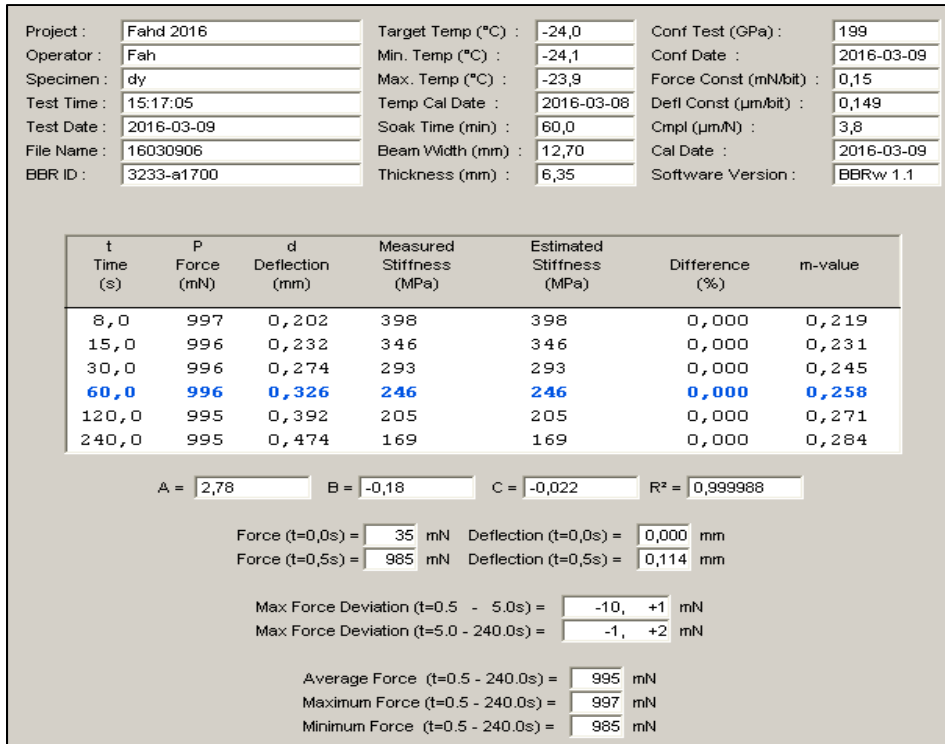 Project : Fahd 2016 Target Temp (°C) : -24,0 Conf Test (GPa) : 199
Operator : Fah Min. Temp (°C) : -24,1 Conf Date : 2016-03-09
Specimen : dy Max. Temp (°C) : -23,9 Force Const (mN/bit) : 0,15
Test Time : 15:17:05 Temp Cal Date : 2016-03-08 Defl Const (µm/bit) : 0,149
Test Date : 2016-03-09 Soak Time (min) : 60,0 Cmpl (µm/N) : 3,8
File Name : 16030906 Beam Width (mm) : 12,70 Cal Date : 2016-03-09
BBR ID : 3233-a1700 Thickness (mm) : 6,35 Software Version : BBRw 1.1
t P d Measured Estimated
Time Force Deflection Stiffness Stiffness Difference m-value
(s) (mN) (mm) (MPa) (MPa) (%)
8,0 997 0,202 398 398 0,000 0,219
15,0 996 0,232 346 346 0,000 0,231
30,0 996 0,274 293 293 0,000 0,245
60,0 996 0,326 246 246 0,000 0,258
120,0 995 0,392 205 205 0,000 0,271
240,0 995 0,474 169 169 0,000 0,284
A = 2,78 B = -0,18 C = -0,022 R² = 0,999988
Force (t=0,0s) = 35 mN Deflection (t=0,0s) = 0,000 mm
Force (t=0,5s) = 985 mN Deflection (t=0,5s) = 0,114 mm
Max Force Deviation (t=0.5 - 5.0s) = -10, +1 mN
Max Force Deviation (t=5.0 - 240.0s) = -1, +2 mN
Average Force (t=0.5 - 240.0s) = 995 mN
Maximum Force (t=0.5 - 240.0s) = 997 mN
Minimum Force (t=0.5 - 240.0s) = 985 mN